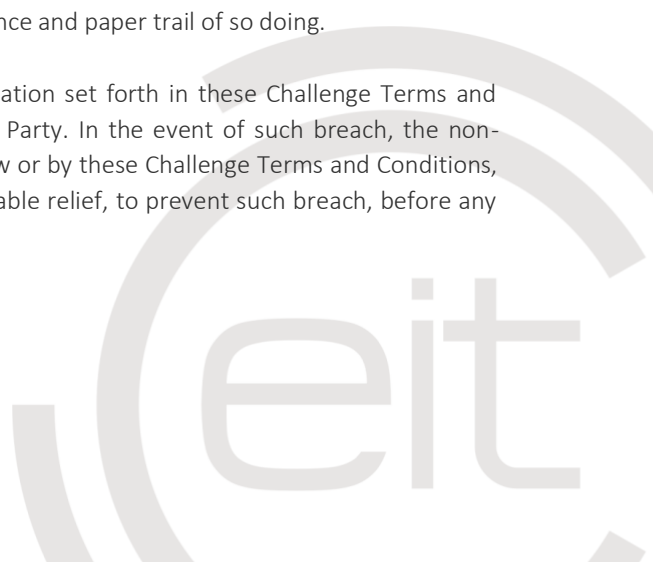 nce and paper trail of so doing.
ation set forth in these Challenge Terms and
Party. In the event of such breach, the non-
w or by these Challenge Terms and Conditions,
able relief, to prevent such breach, before any
eit